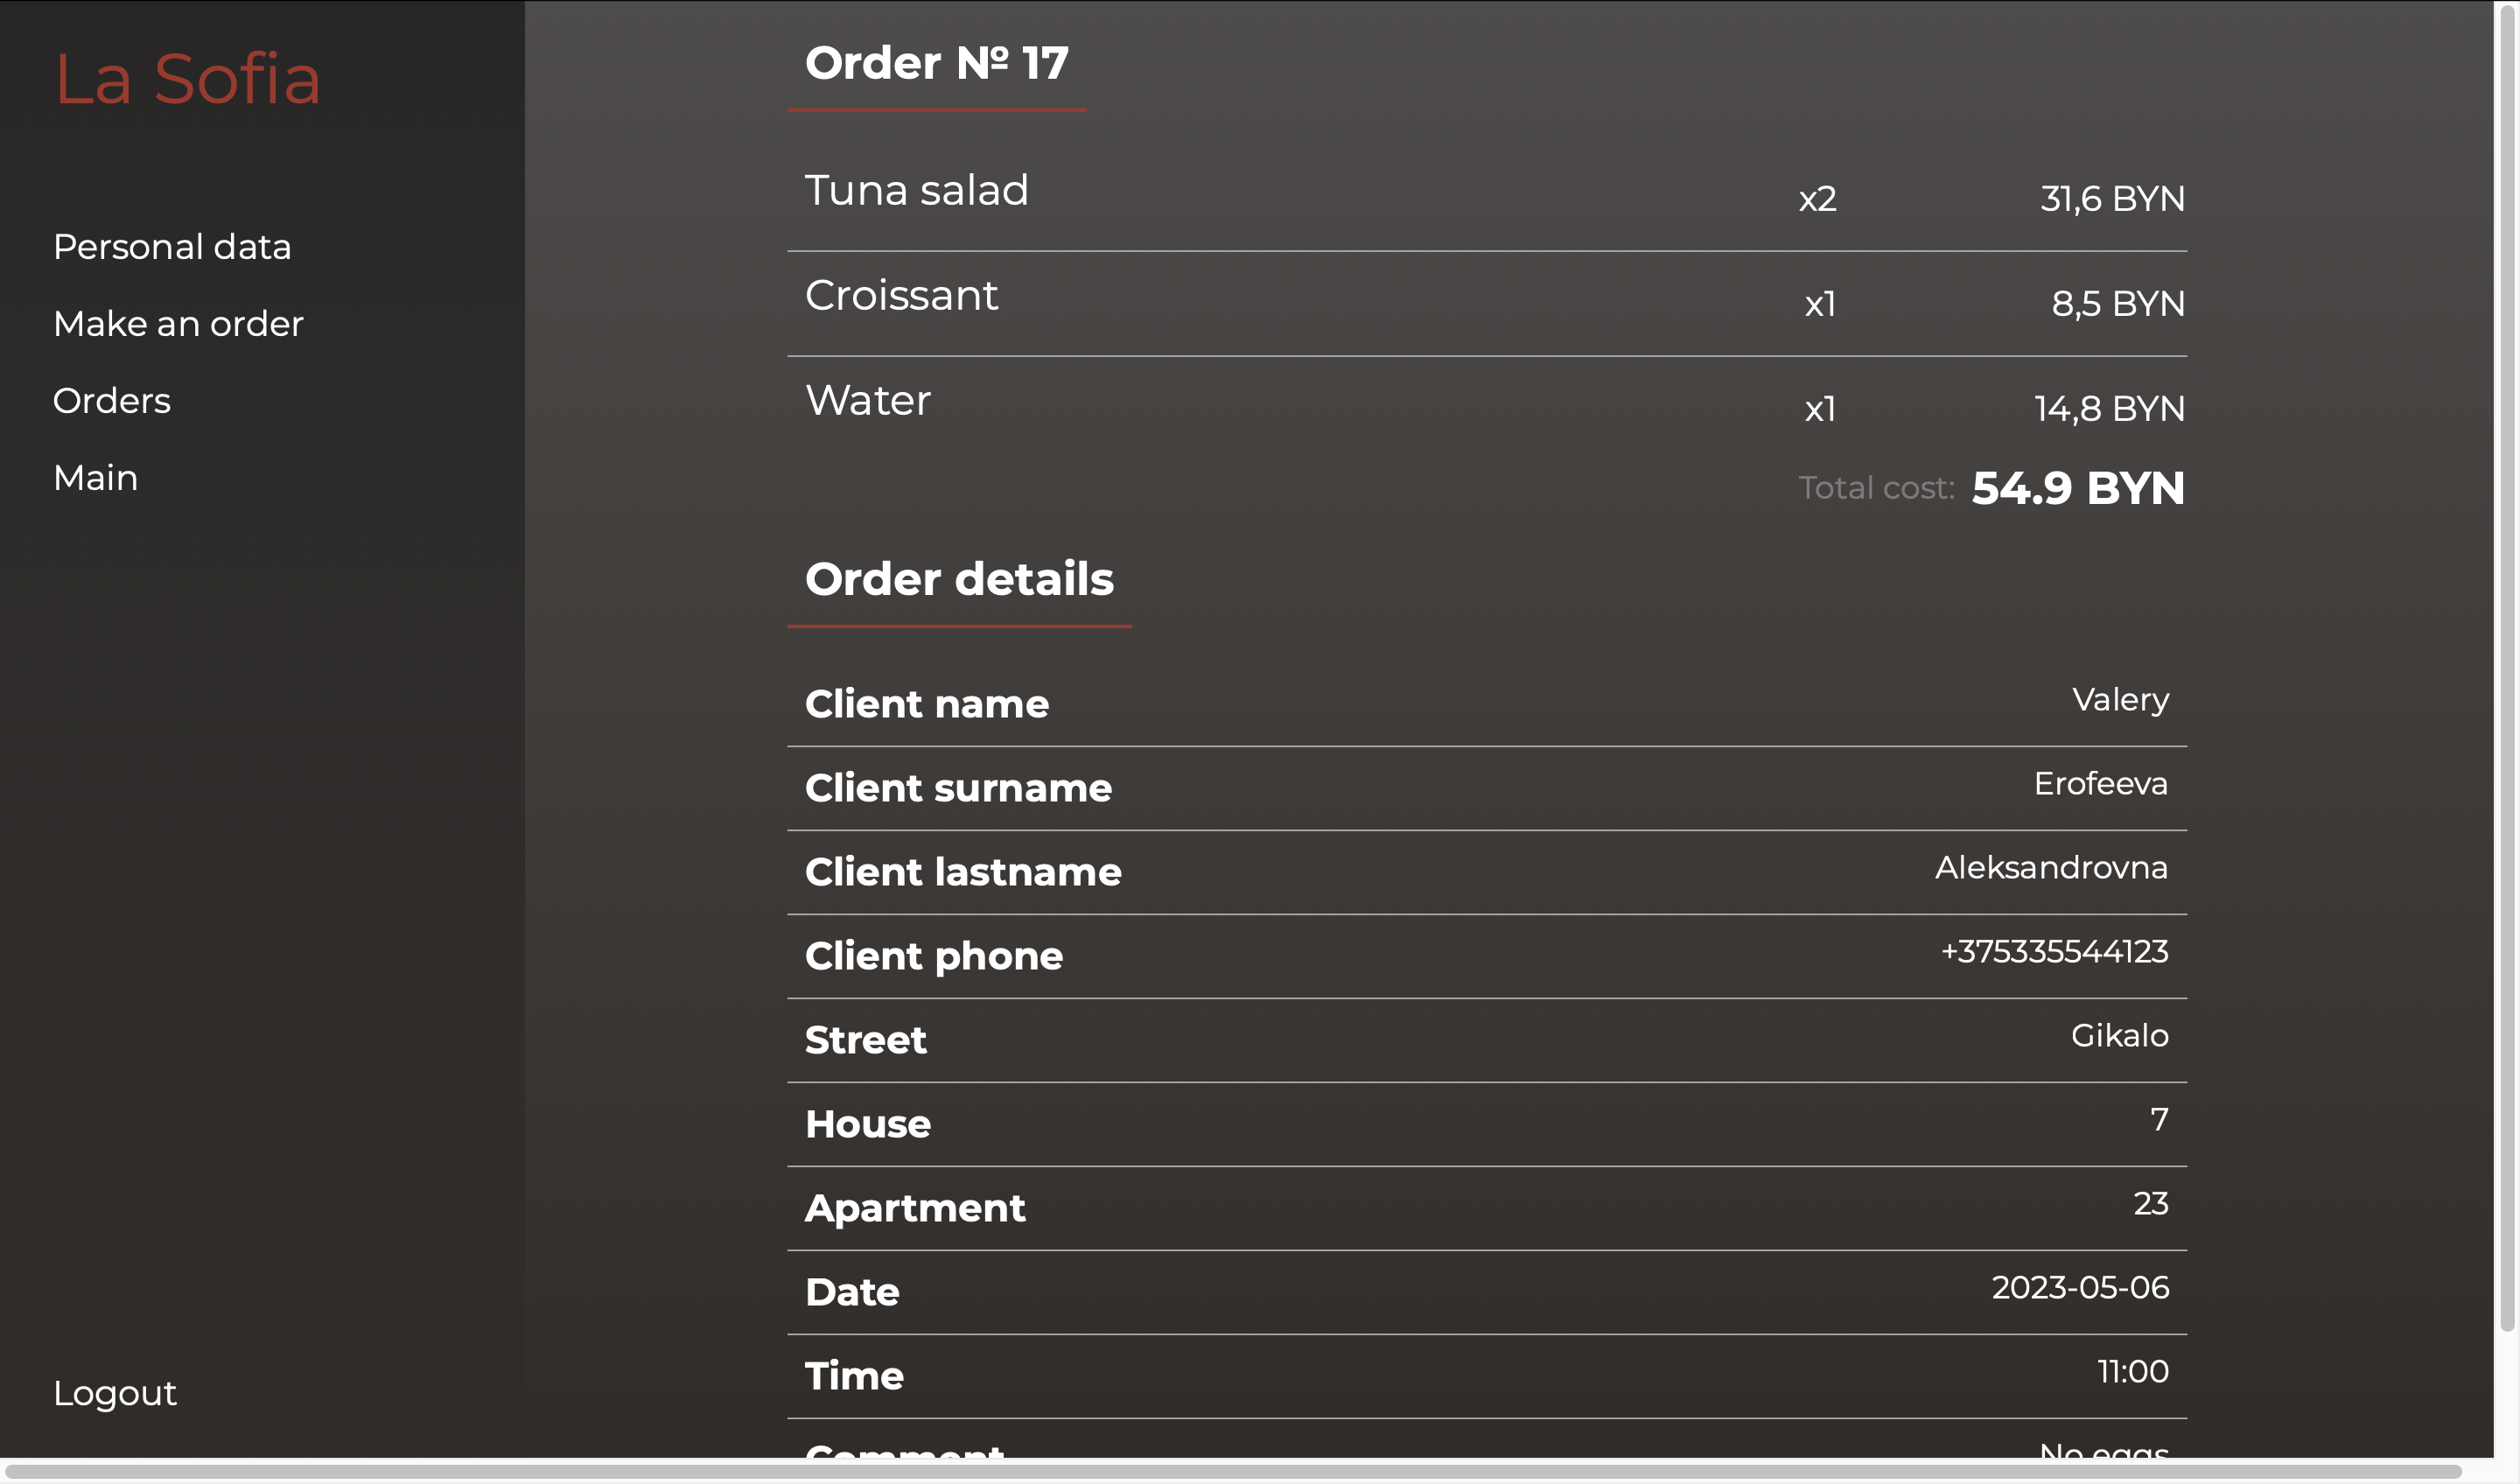 La Sofia
Personal data
Make an order
Orders
Main
Logout
Order № 17
Tuna salad x2 31,6 BYN
Croissant x1 8,5 BYN
Water x1 14,8 BYN
Total cost: 54.9 BYN
Order details
Client name Valery
Client surname Erofeeva
Client lastname Aleksandrovna
Client phone +375335544123
Street Gikalo
House 7
Apartment 23
Date 2023-05-06
Time 11:00
Comment No eggs